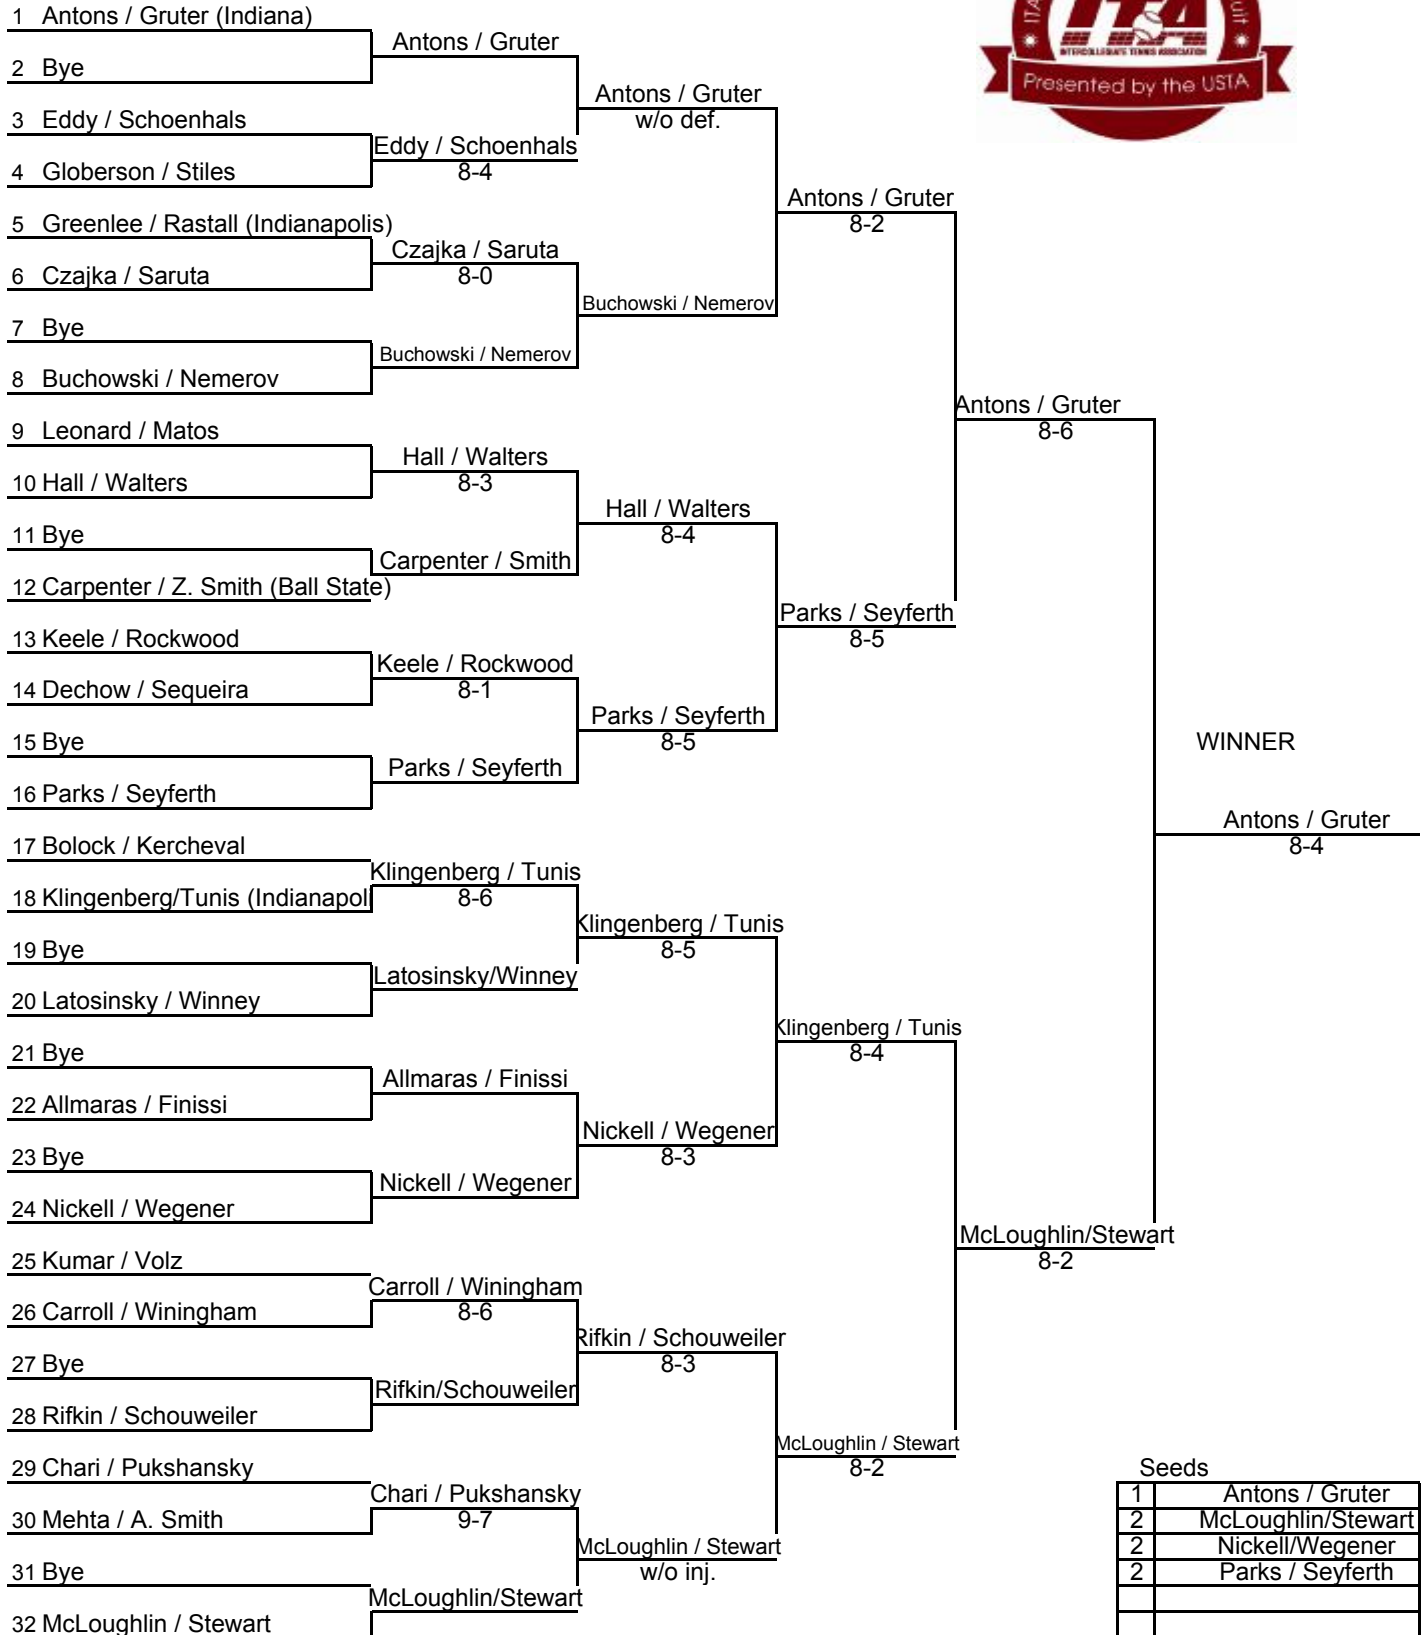 1 Antons / Gruter (Indiana)
2 Bye
3 Eddy / Schoenhals
4 Globerson / Stiles
5 Greenlee / Rastall (Indianapolis)
6 Czajka / Saruta
7 Bye
8 Buchowski / Nemerov
9 Leonard / Matos
10 Hall / Walters
11 Bye
12 Carpenter / Z. Smith (Ball State)
13 Keele / Rockwood
14 Dechow / Sequeira
15 Bye
16 Parks / Seyferth
17 Bolock / Kercheval
18 Klingenberg/Tunis (Indianapoli
19 Bye
20 Latosinsky / Winney
21 Bye
22 Allmaras / Finissi
23 Bye
24 Nickell / Wegener
25 Kumar / Volz
26 Carroll / Winingham
27 Bye
28 Rifkin / Schouweiler
29 Chari / Pukshansky
30 Mehta / A. Smith
31 Bye
32 McLoughlin / Stewart
Antons / Gruter
Eddy / Schoenhals
8-4
Czajka / Saruta
8-0
Buchowski / Nemerov
Hall / Walters
8-3
Carpenter / Smith
Keele / Rockwood
8-1
Parks / Seyferth
Klingenberg / Tunis
8-6
Latosinsky/Winney
Allmaras / Finissi
Nickell / Wegener
Carroll / Winingham
8-6
Rifkin/Schouweiler
Chari / Pukshansky
9-7
McLoughlin/Stewart
Antons / Gruter
w/o def.
Buchowski / Nemerov
Hall / Walters
8-4
Parks / Seyferth
8-5
Klingenberg / Tunis
8-5
Nickell / Wegener
8-3
Rifkin / Schouweiler
8-3
McLoughlin / Stewart
w/o inj.
Antons / Gruter
8-2
Parks / Seyferth
8-5
Klingenberg / Tunis
8-4
McLoughlin / Stewart
8-2
Antons / Gruter
8-6
McLoughlin/Stewart
8-2
WINNER
Antons / Gruter
8-4
ITA
INTERCOLLEGIATE TENNIS ASSOCIATION
Presented by the USTA
Seeds
1 Antons / Gruter
2 McLoughlin/Stewart
2 Nickell/Wegener
2 Parks / Seyferth